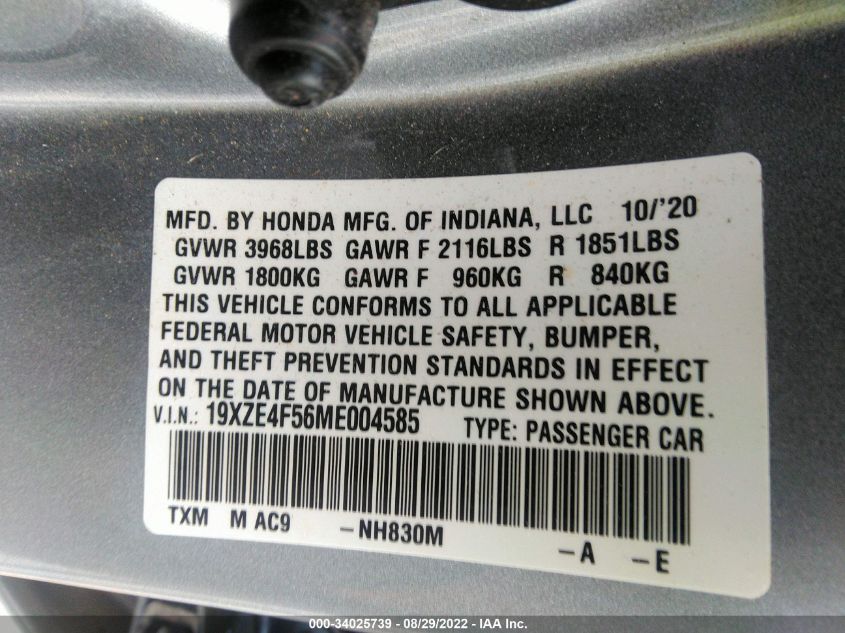 MFD. BY HONDA MFG. OF INDIANA, LLC 10/'20
GVWR 3968LBS GAWR F 2116LBS R 1851LBS
GVWR 1800KG GAWR F 960KG R 840KG
THIS VEHICLE CONFORMS TO ALL APPLICABLE
FEDERAL MOTOR VEHICLE SAFETY, BUMPER,
AND THEFT PREVENTION STANDARDS IN EFFECT
ON THE DATE OF MANUFACTURE SHOWN ABOVE.
V.I.N.: 19XZE4F56ME004585 TYPE: PASSENGER CAR
TXM M AC9 -NH830M -A -E
000-34025739 - 08/29/2022 - IAA Inc.